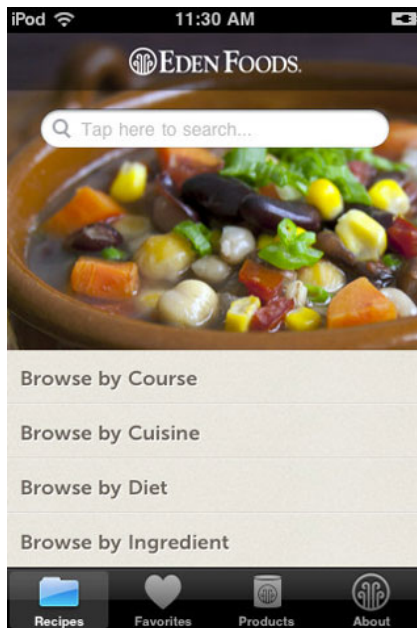 iPod 11:30 AM
EDEN FOODS.
Tap here to search...
Browse by Course
Browse by Cuisine
Browse by Diet
Browse by Ingredient
Recipes Favorites Products About